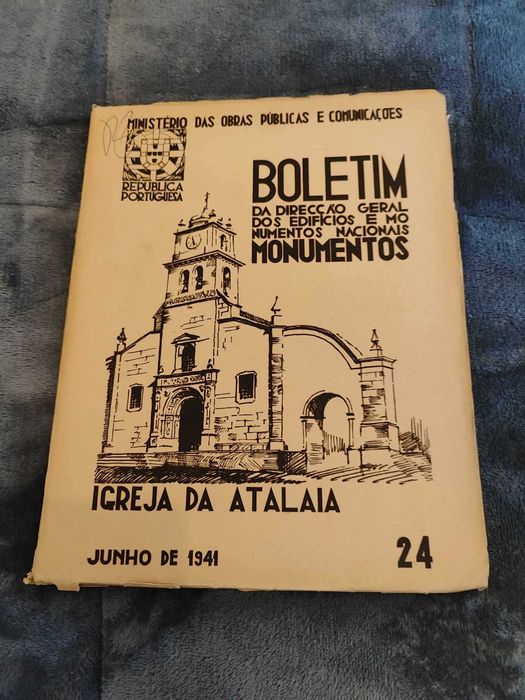 MINISTÉRIO DAS OBRAS PÚBLICAS E COMUNICAÇÕES
REPUBLICA
PORTUGUESA
BOLETIM
DA DIRECÇÃO GERAL
DOS EDIFÍCIOS E MO
NUMENTOS NACIONAIS
MONUMENTOS
IGREJA DA ATALAIA
JUNHO DE 1941
24